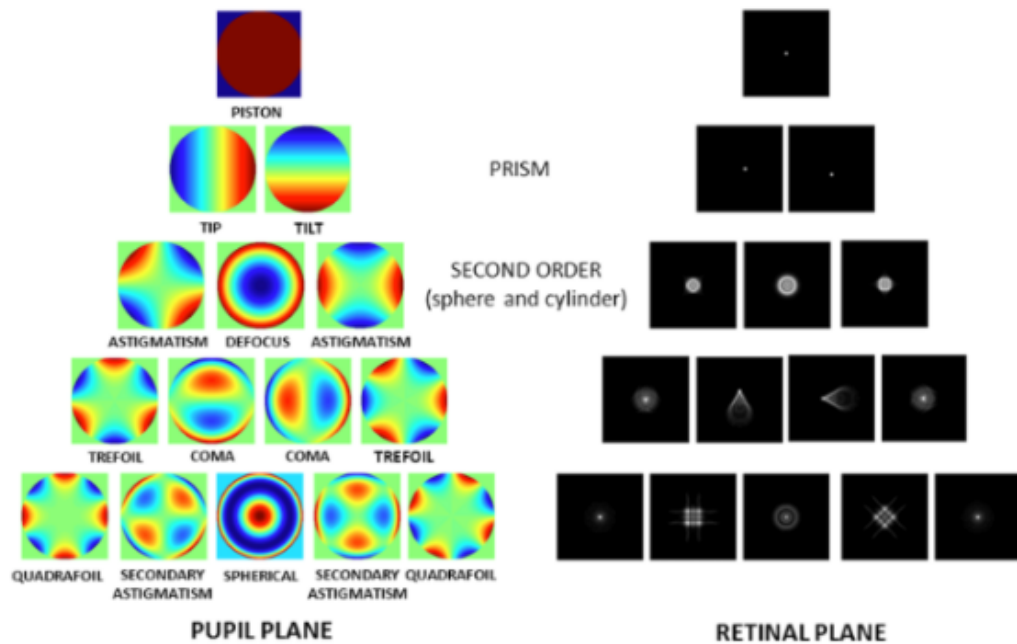 PISTON
PRISM
TIP TILT
SECOND ORDER
(sphere and cylinder)
ASTIGMATISM DEFOCUS ASTIGMATISM
TREFOIL COMA COMA TREFOIL
QUADRAFOIL SECONDARY SPHERICAL SECONDARY QUADRAFOIL
ASTIGMATISM ASTIGMATISM
PUPIL PLANE RETINAL PLANE